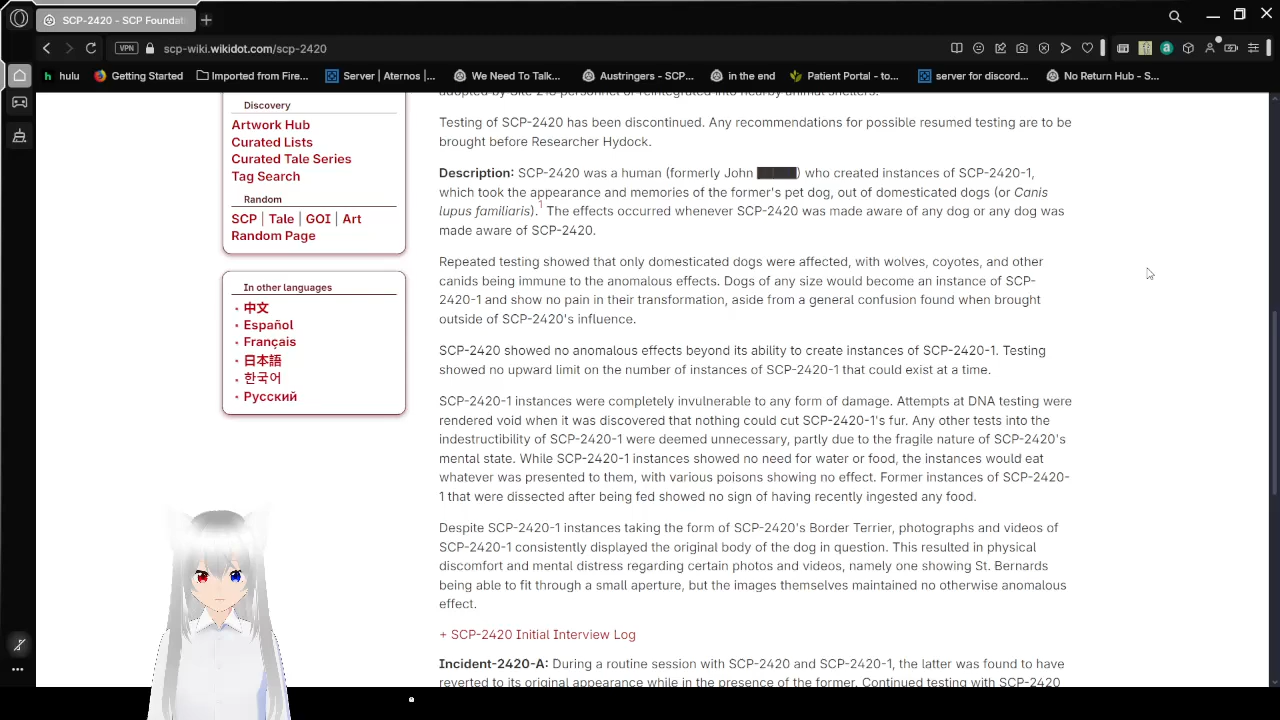 SCP-2420 - SCP Foundat
scp-wiki.wikidot.com/scp-2420
VPN
hulu
Getting Started
Imported from Fire...
Server | Aternos |...
We Need To Talk...
Austringers - SCP...
in the end
Patient Portal - to...
server for discord...
No Return Hub - S...
Discovery
Artwork Hub
Curated Lists
Curated Tale Series
Tag Search
Random
SCP | Tale | GOI | Art
Random Page
In other languages
中文
Español
Français
日本語
한국어
Русский
adopted by Site-218 personnel or reintegrated into nearby animal shelters.
Testing of SCP-2420 has been discontinued. Any recommendations for possible resumed testing are to be
brought before Researcher Hydock.
Description: SCP-2420 was a human (formerly John ) who created instances of SCP-2420-1,
which took the appearance and memories of the former's pet dog, out of domesticated dogs (or Canis
lupus familiaris).1 The effects occurred whenever SCP-2420 was made aware of any dog or any dog was
made aware of SCP-2420.
Repeated testing showed that only domesticated dogs were affected, with wolves, coyotes, and other
canids being immune to the anomalous effects. Dogs of any size would become an instance of SCP-
2420-1 and show no pain in their transformation, aside from a general confusion found when brought
outside of SCP-2420's influence.
SCP-2420 showed no anomalous effects beyond its ability to create instances of SCP-2420-1. Testing
showed no upward limit on the number of instances of SCP-2420-1 that could exist at a time.
SCP-2420-1 instances were completely invulnerable to any form of damage. Attempts at DNA testing were
rendered void when it was discovered that nothing could cut SCP-2420-1's fur. Any other tests into the
indestructibility of SCP-2420-1 were deemed unnecessary, partly due to the fragile nature of SCP-2420's
mental state. While SCP-2420-1 instances showed no need for water or food, the instances would eat
whatever was presented to them, with various poisons showing no effect. Former instances of SCP-2420-
1 that were dissected after being fed showed no sign of having recently ingested any food.
Despite SCP-2420-1 instances taking the form of SCP-2420's Border Terrier, photographs and videos of
SCP-2420-1 consistently displayed the original body of the dog in question. This resulted in physical
discomfort and mental distress regarding certain photos and videos, namely one showing St. Bernards
being able to fit through a small aperture, but the images themselves maintained no otherwise anomalous
effect.
+ SCP-2420 Initial Interview Log
Incident-2420-A: During a routine session with SCP-2420 and SCP-2420-1, the latter was found to have
reverted to its original appearance while in the presence of the former. Continued testing with SCP-2420